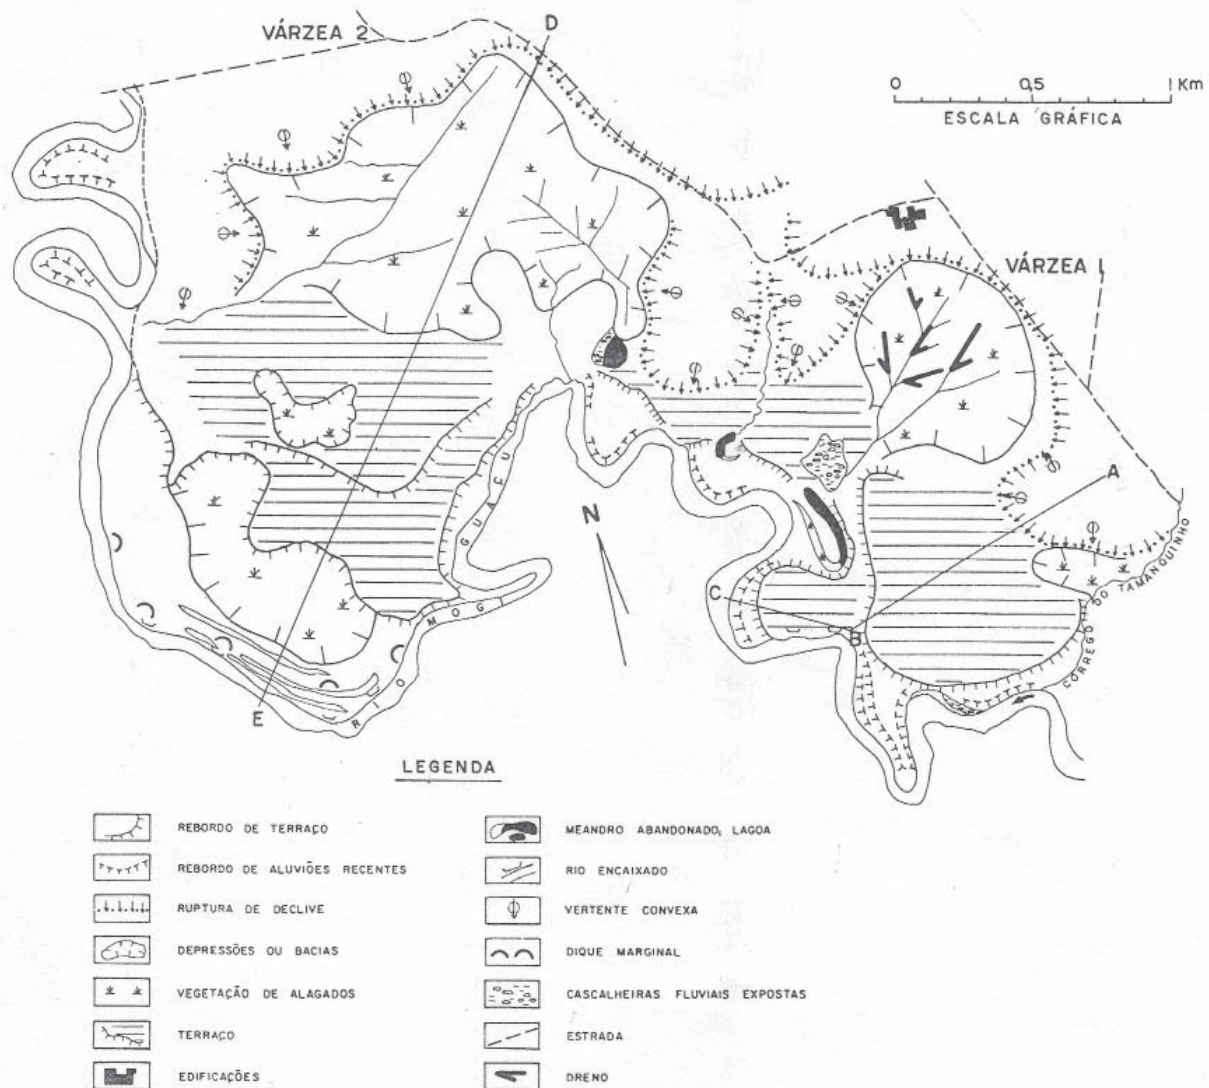 D
VÁRZEA 2
0 0,5 1 Km
ESCALA GRÁFICA
VÁRZEA 1
A
N
C
B
E
RIO MOGI GUAÇU
CÓRREGO DO TAMANGUINHO
LEGENDA
REBORDO DE TERRAÇO
REBORDO DE ALUVIÕES RECENTES
RUPTURA DE DECLIVE
DEPRESSÕES OU BACIAS
VEGETAÇÃO DE ALAGADOS
TERRAÇO
EDIFICAÇÕES
MEANDRO ABANDONADO, LAGOA
RIO ENCAIXADO
VERTENTE CONVEXA
DIQUE MARGINAL
CASCALHEIRAS FLUVIAIS EXPOSTAS
ESTRADA
DRENO